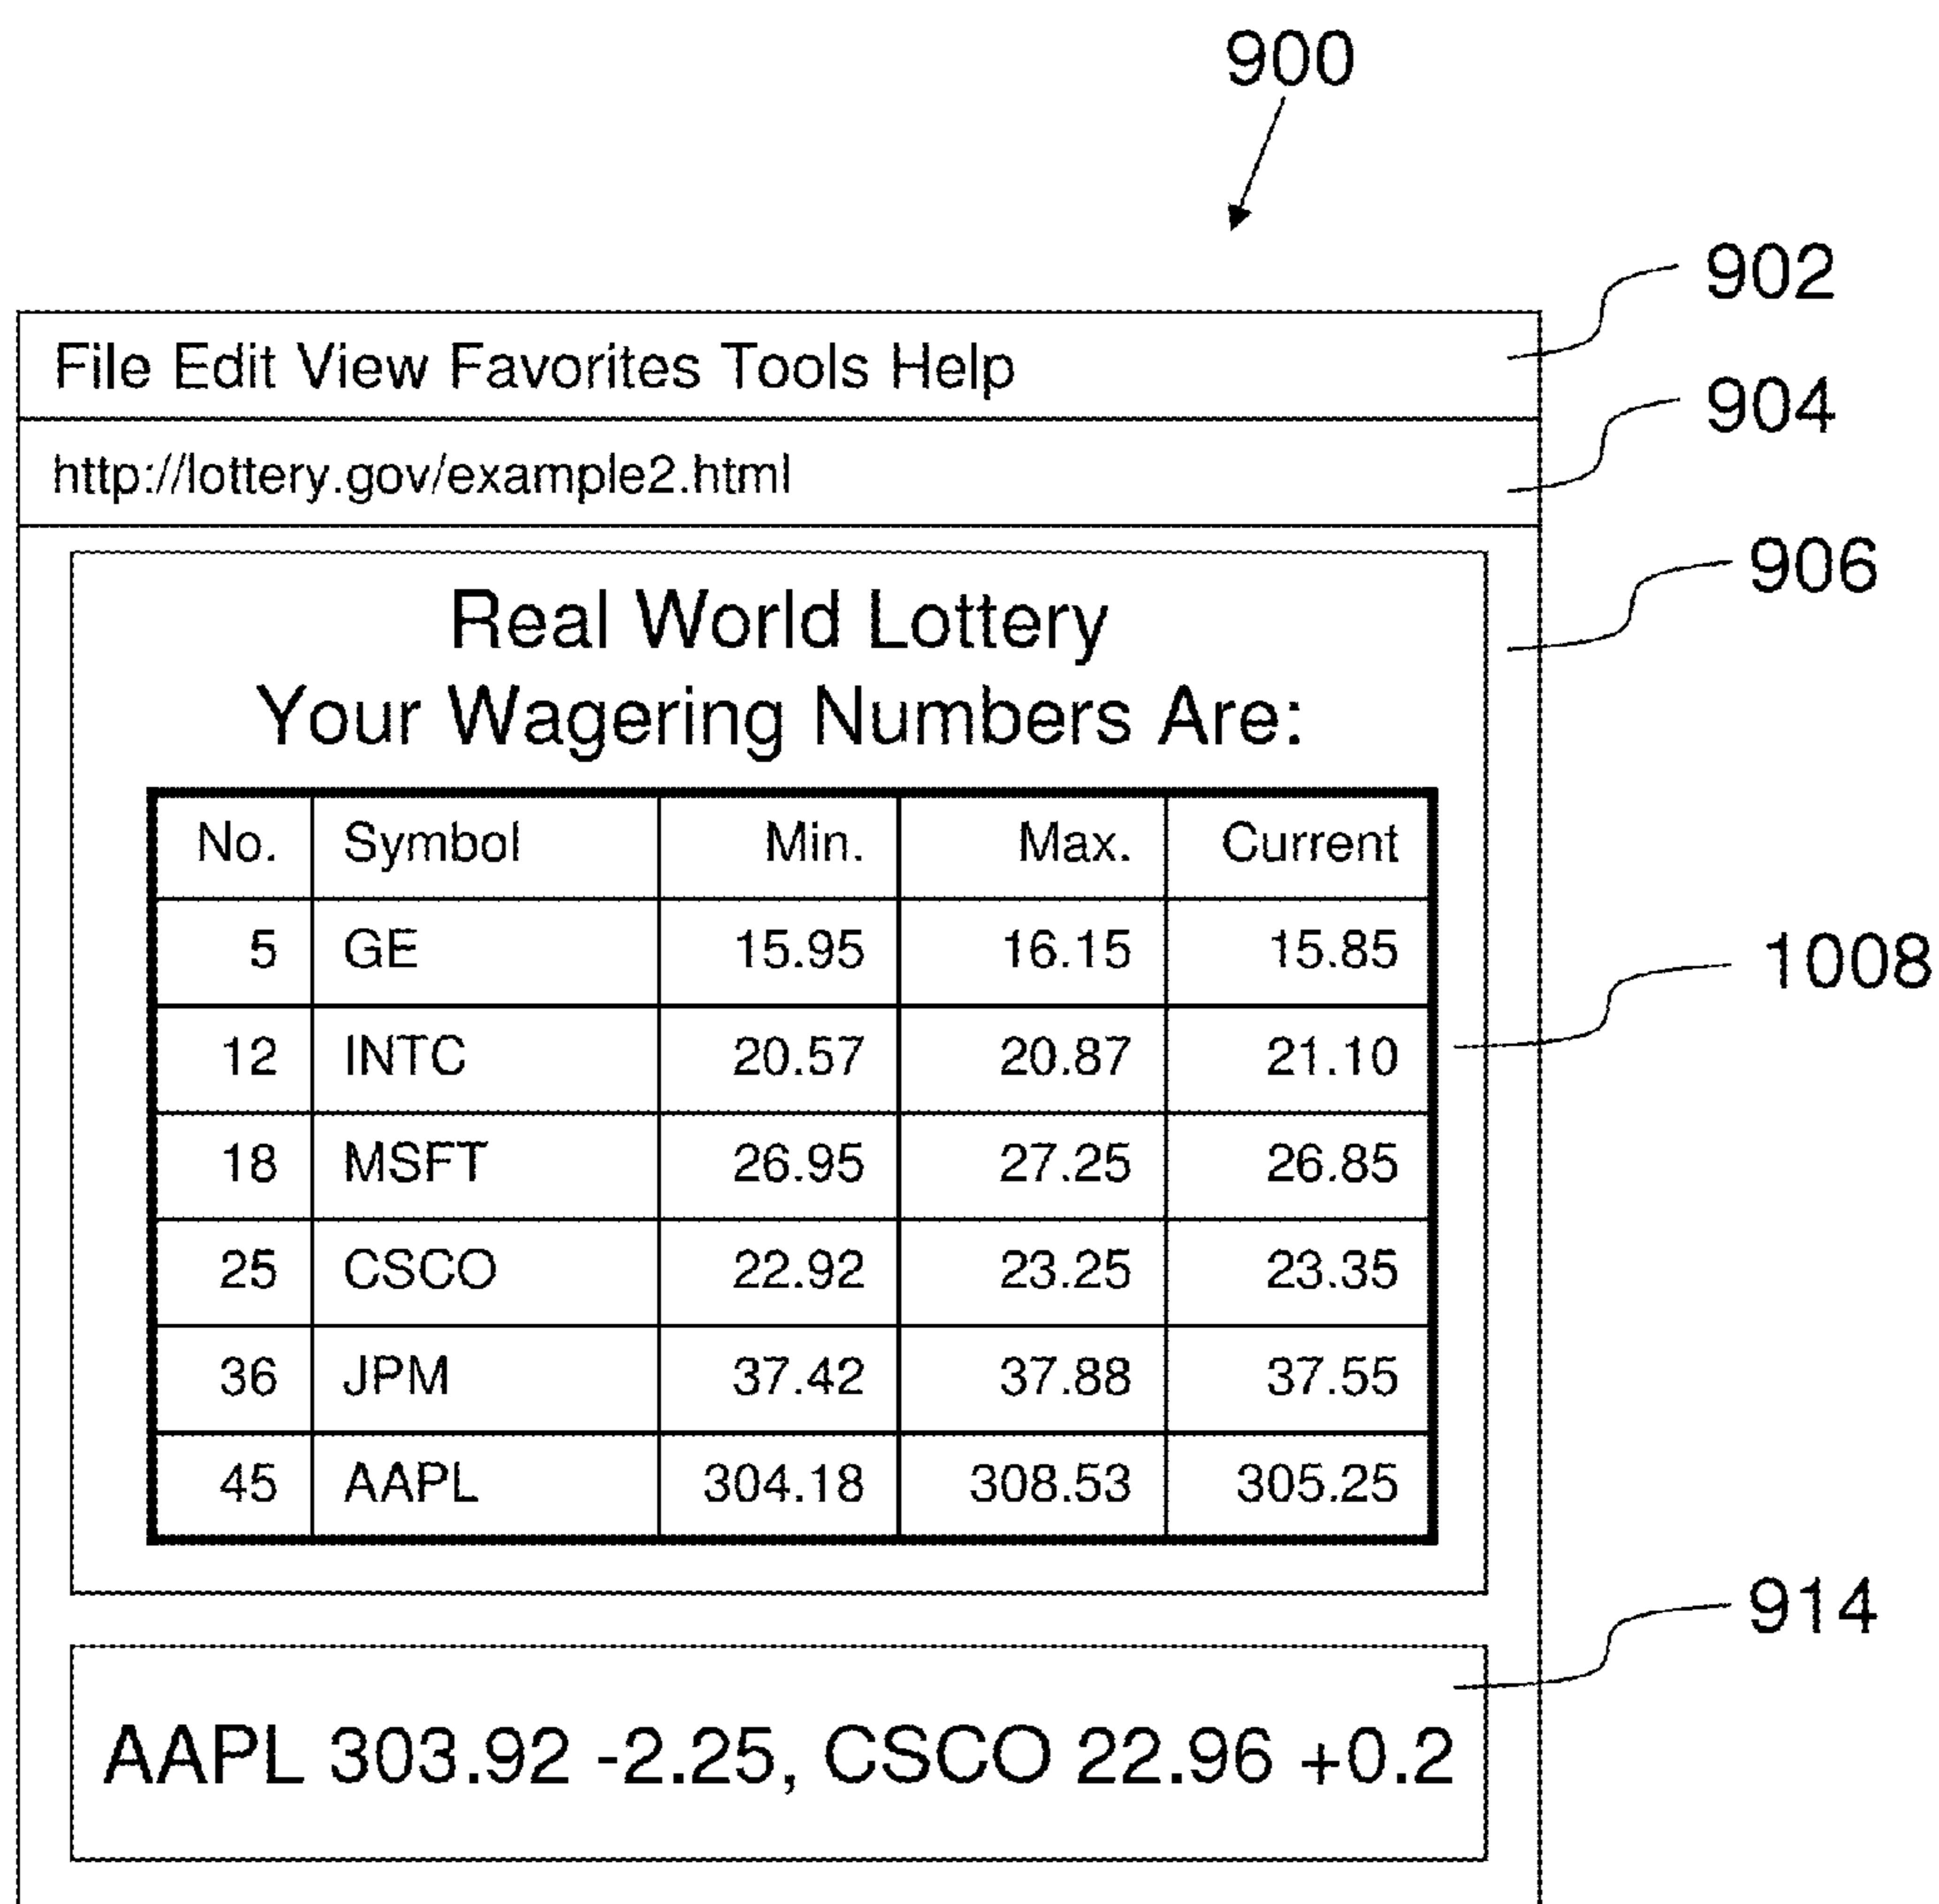 900
902
File Edit View Favorites Tools Help
904
http://lottery.gov/example2.html
906
Real World Lottery
Your Wagering Numbers Are:
No. Symbol Min. Max. Current
5 GE 15.95 16.15 15.85
1008
12 INTC 20.57 20.87 21.10
18 MSFT 26.95 27.25 26.85
25 CSCO 22.92 23.25 23.35
36 JPM 37.42 37.88 37.55
45 AAPL 304.18 308.53 305.25
914
AAPL 303.92 -2.25, CSCO 22.96 +0.2